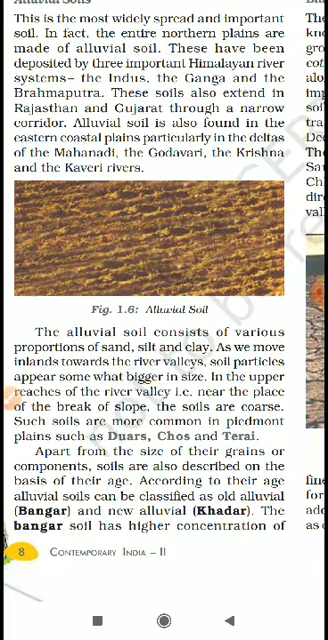 Alluvial Soils
This is the most widely spread and important
soil. In fact, the entire northern plains are
made of alluvial soil. These have been
deposited by three important Himalayan river
systems– the Indus, the Ganga and the
Brahmaputra. These soils also extend in
Rajasthan and Gujarat through a narrow
corridor. Alluvial soil is also found in the
eastern coastal plains particularly in the deltas
of the Mahanadi, the Godavari, the Krishna
and the Kaveri rivers.
Fig. 1.6: Alluvial Soil
The alluvial soil consists of various
proportions of sand, silt and clay. As we move
inlands towards the river valleys, soil particles
appear some what bigger in size. In the upper
reaches of the river valley i.e. near the place
of the break of slope, the soils are coarse.
Such soils are more common in piedmont
plains such as Duars, Chos and Terai.
Apart from the size of their grains or
components, soils are also described on the
basis of their age. According to their age
alluvial soils can be classified as old alluvial
(Bangar) and new alluvial (Khadar). The
bangar soil has higher concentration of
8 CONTEMPORARY INDIA – II